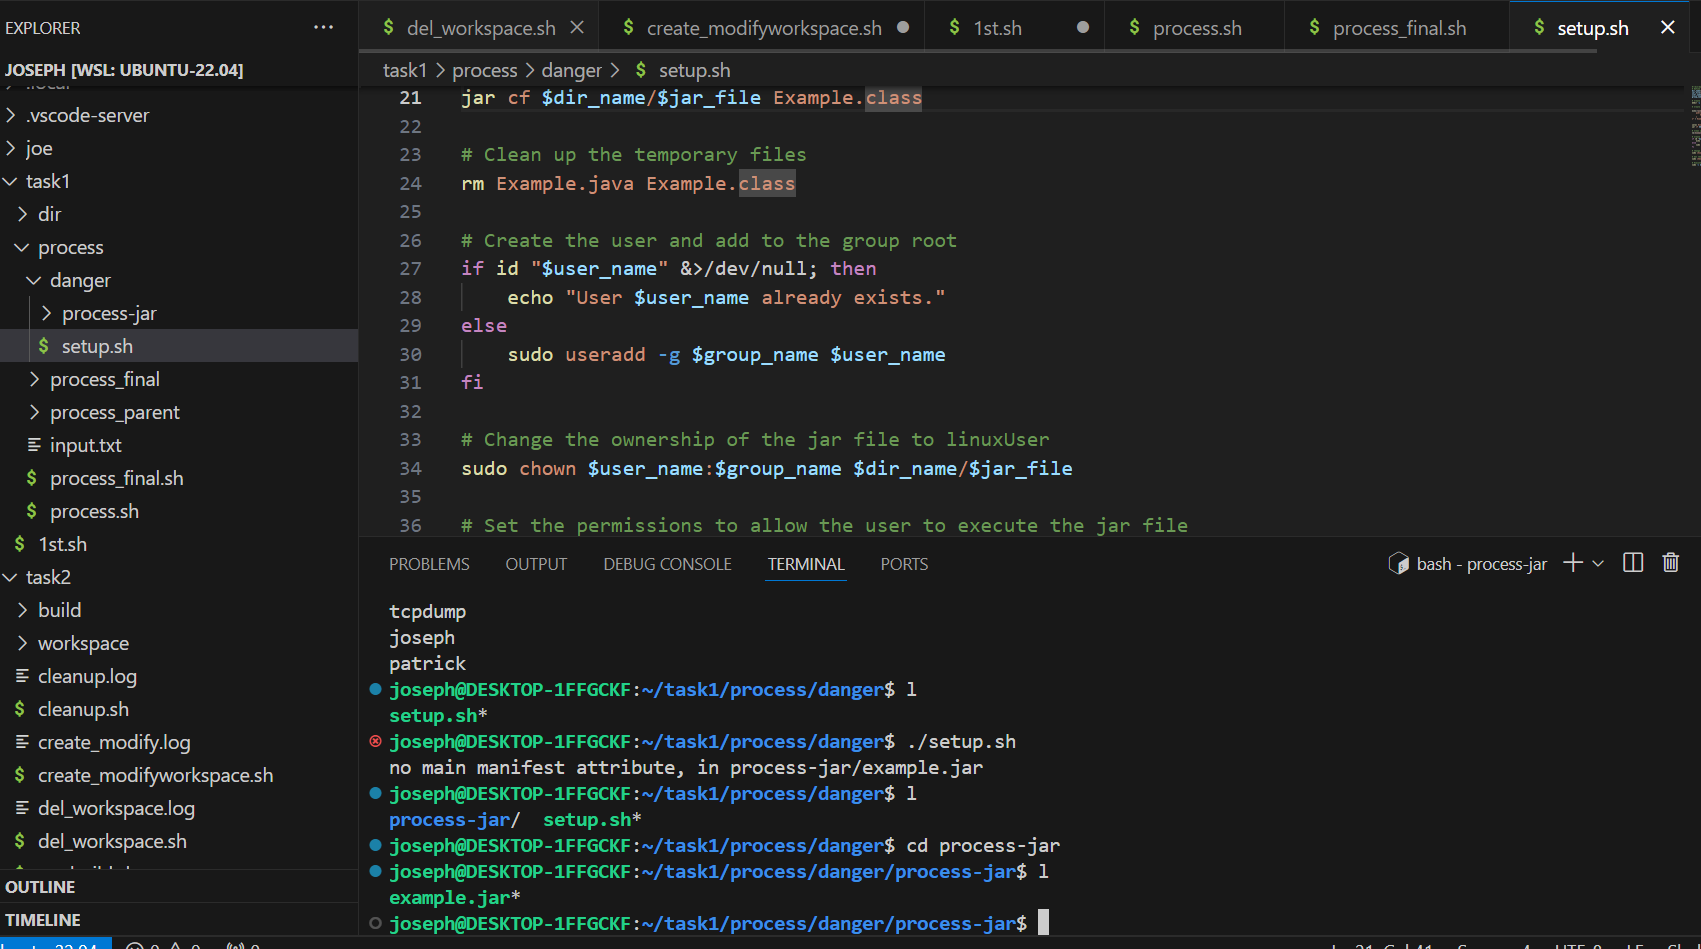 EXPLORER
JOSEPH [WSL: UBUNTU-22.04]
.vscode-server
joe
task1
dir
process
danger
process-jar
setup.sh
process_final
process_parent
input.txt
process_final.sh
process.sh
1st.sh
task2
build
workspace
cleanup.log
cleanup.sh
create_modify.log
create_modifyworkspace.sh
del_workspace.log
del_workspace.sh
OUTLINE
TIMELINE
$ del_workspace.sh $ create_modifyworkspace.sh $ 1st.sh $ process.sh $ process_final.sh $ setup.sh
task1 > process > danger > $ setup.sh
21 jar cf $dir_name/$jar_file Example.class
22
23 # Clean up the temporary files
24 rm Example.java Example.class
25
26 # Create the user and add to the group root
27 if id "$user_name" &>/dev/null; then
28 echo "User $user_name already exists."
29 else
30 sudo useradd -g $group_name $user_name
31 fi
32
33 # Change the ownership of the jar file to linuxUser
34 sudo chown $user_name:$group_name $dir_name/$jar_file
35
36 # Set the permissions to allow the user to execute the jar file
PROBLEMS OUTPUT DEBUG CONSOLE TERMINAL PORTS bash - process-jar
tcpdump
joseph
patrick
joseph@DESKTOP-1FFGCKF:~/task1/process/danger$ l
setup.sh*
joseph@DESKTOP-1FFGCKF:~/task1/process/danger$ ./setup.sh
no main manifest attribute, in process-jar/example.jar
joseph@DESKTOP-1FFGCKF:~/task1/process/danger$ l
process-jar/ setup.sh*
joseph@DESKTOP-1FFGCKF:~/task1/process/danger$ cd process-jar
joseph@DESKTOP-1FFGCKF:~/task1/process/danger/process-jar$ l
example.jar*
joseph@DESKTOP-1FFGCKF:~/task1/process/danger/process-jar$